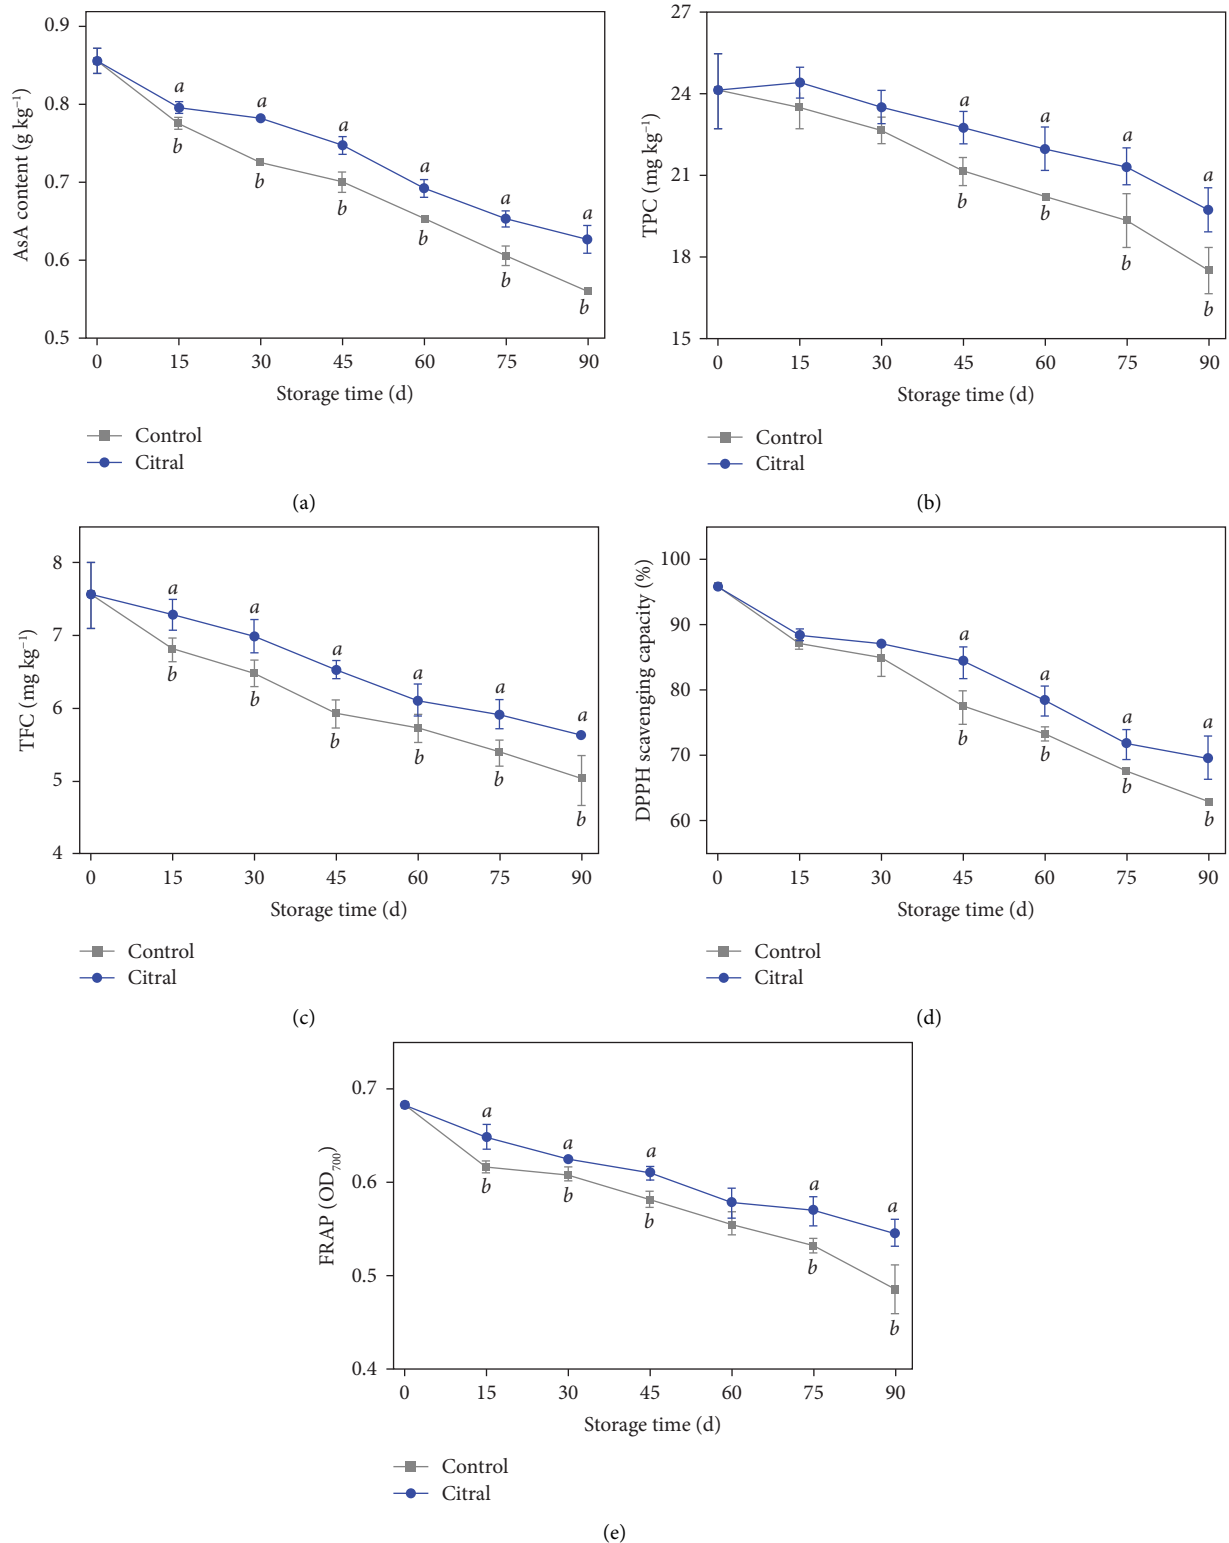 0.9
0.8
0.7
0.6
0.5
AsA content (g kg⁻¹)
a
a
a
a
a
a
b
b
b
b
b
b
0 15 30 45 60 75 90
Storage time (d)
Control
Citral
(a)
27
24
21
18
15
TPC (mg kg⁻¹)
a
a
a
a
b
b
b
b
0 15 30 45 60 75 90
Storage time (d)
Control
Citral
(b)
8
7
6
5
4
TFC (mg kg⁻¹)
a
a
a
a
a
a
b
b
b
b
b
b
0 15 30 45 60 75 90
Storage time (d)
Control
Citral
(c)
100
90
80
70
60
DPPH scavenging capacity (%)
a
a
a
a
b
b
b
b
0 15 30 45 60 75 90
Storage time (d)
Control
Citral
(d)
0.7
0.6
0.5
0.4
FRAP (OD₇₀₀)
a
a
a
a
a
b
b
b
b
b
0 15 30 45 60 75 90
Storage time (d)
Control
Citral
(e)